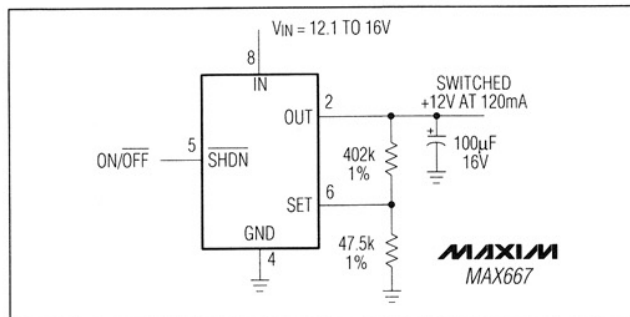 VIN = 12.1 TO 16V
8
IN
OUT
2
SWITCHED
+12V AT 120mA
ON/OFF
5
SHDN
402k
1%
+
100µF
16V
SET
6
GND
4
47.5k
1%
MAXIM
MAX667